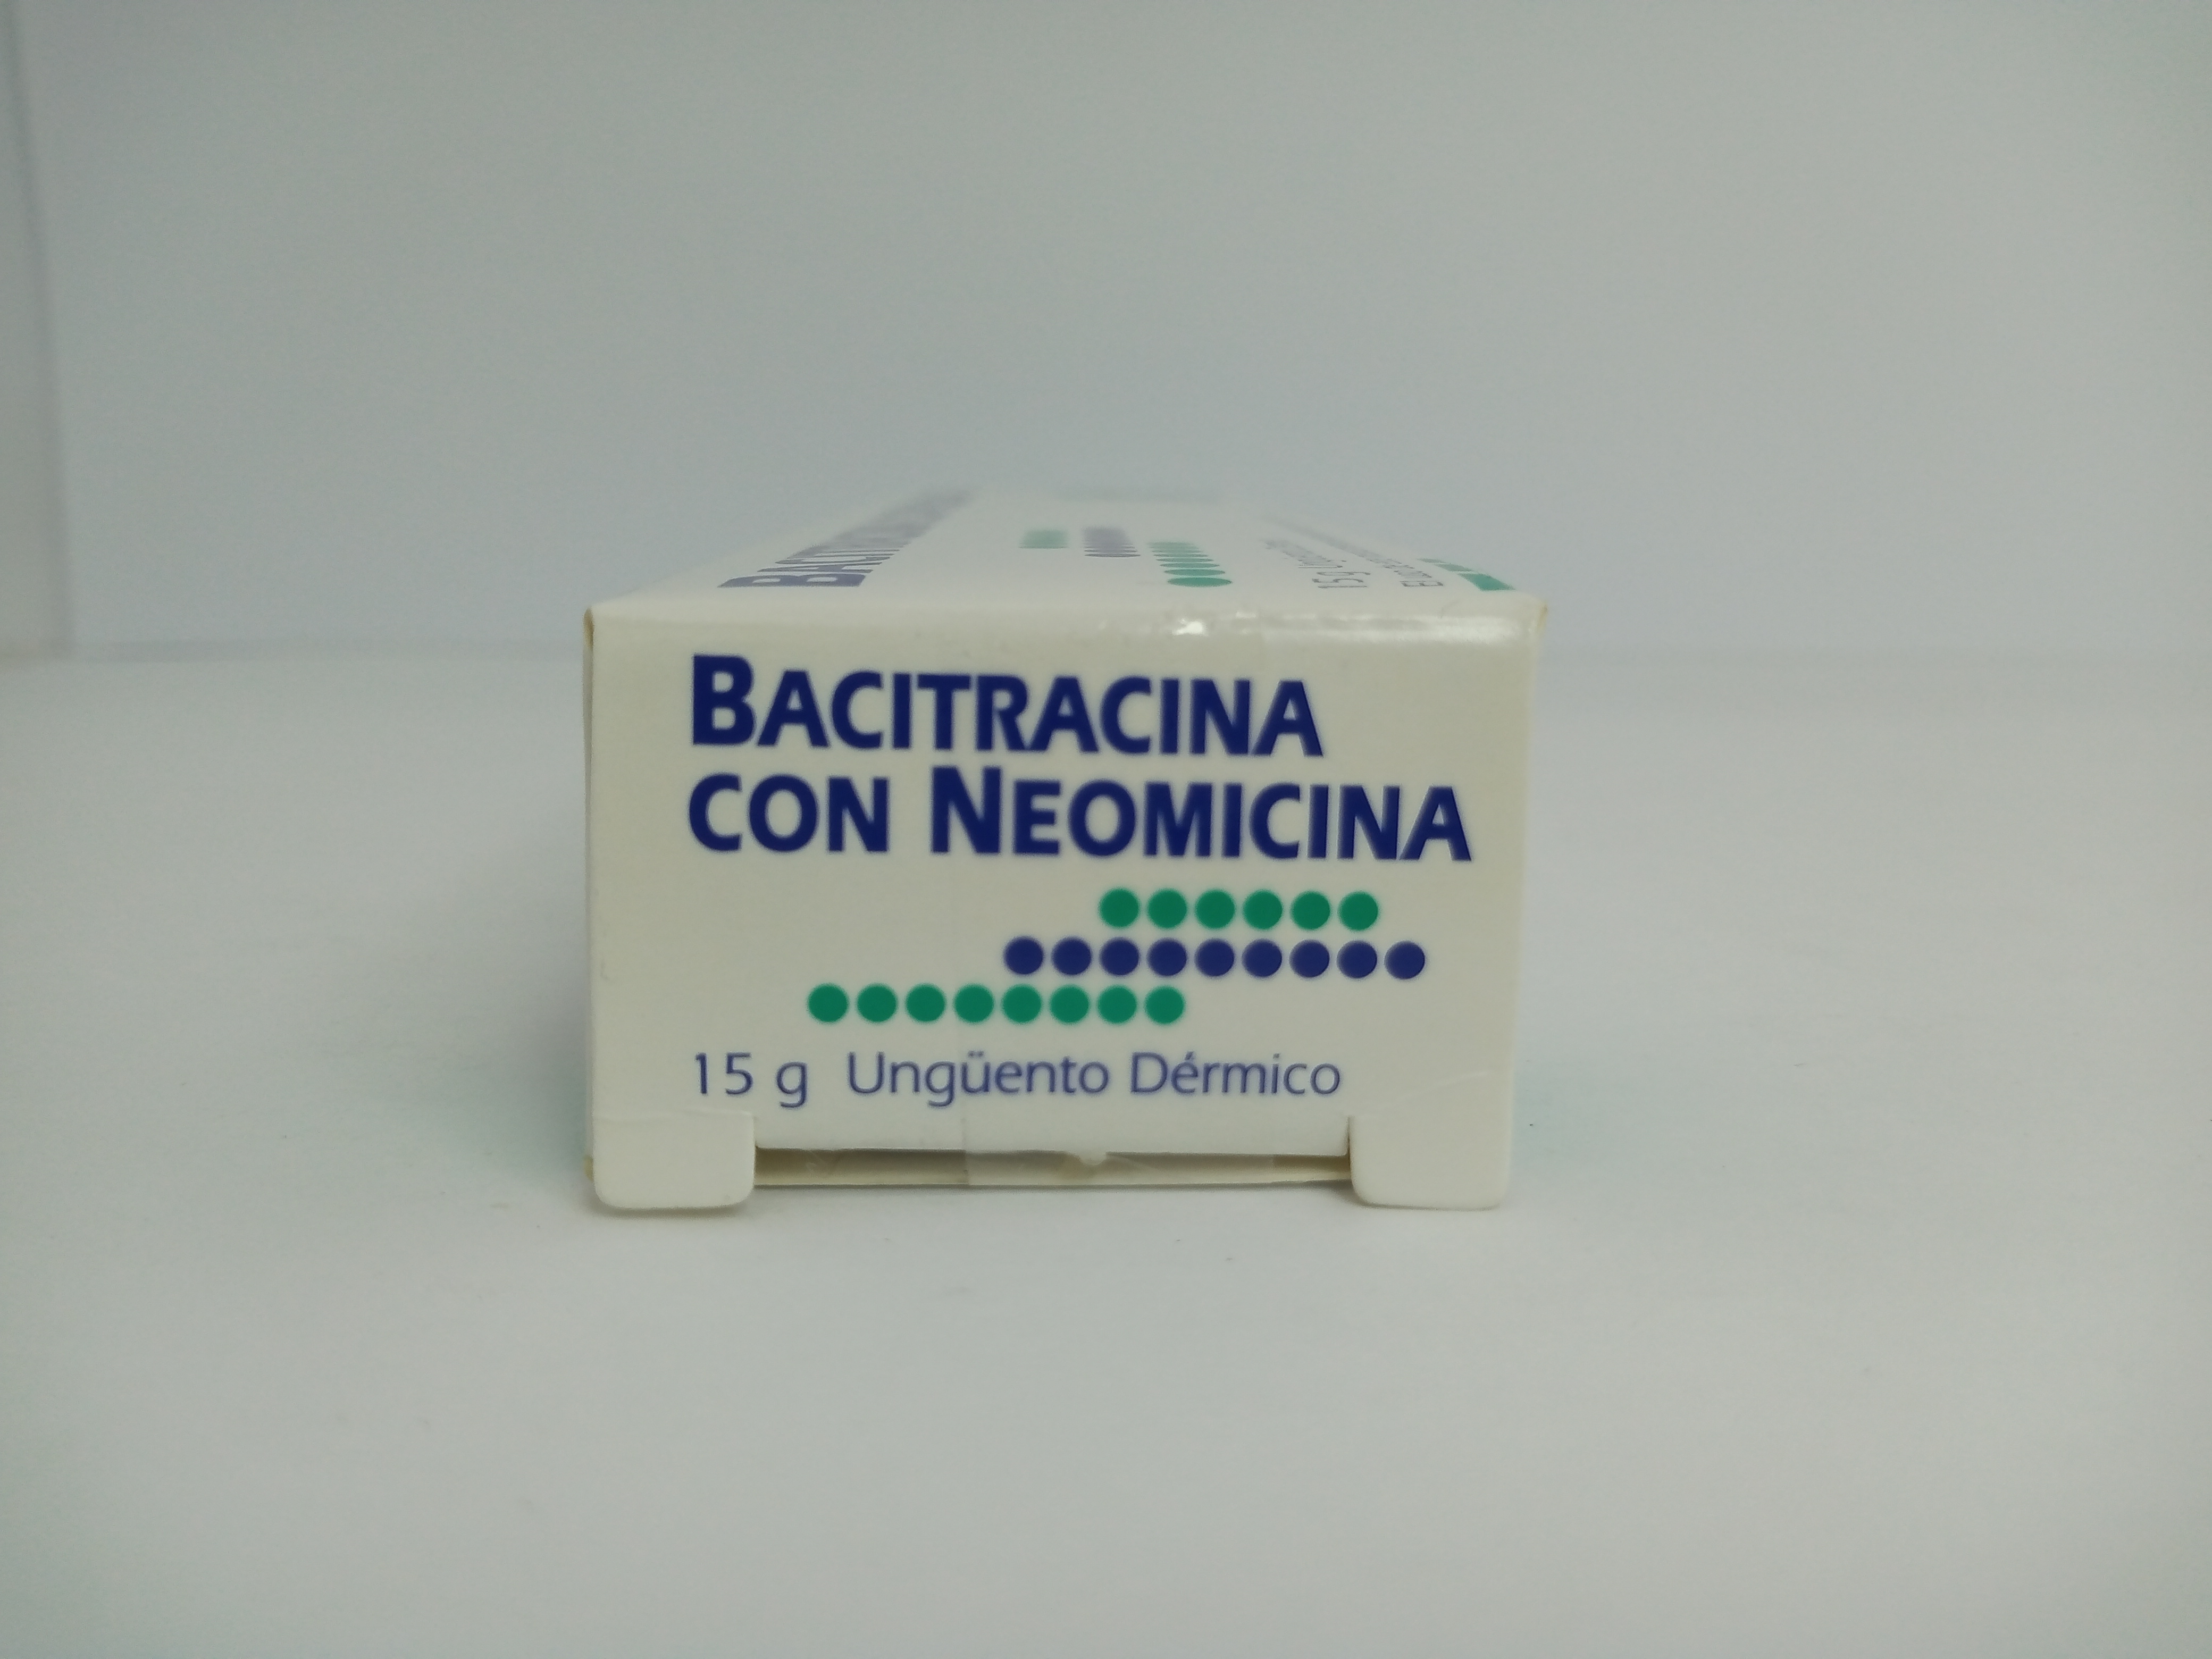 BACITRACINA
CON NEOMICINA
15 g Ungüento Dérmico